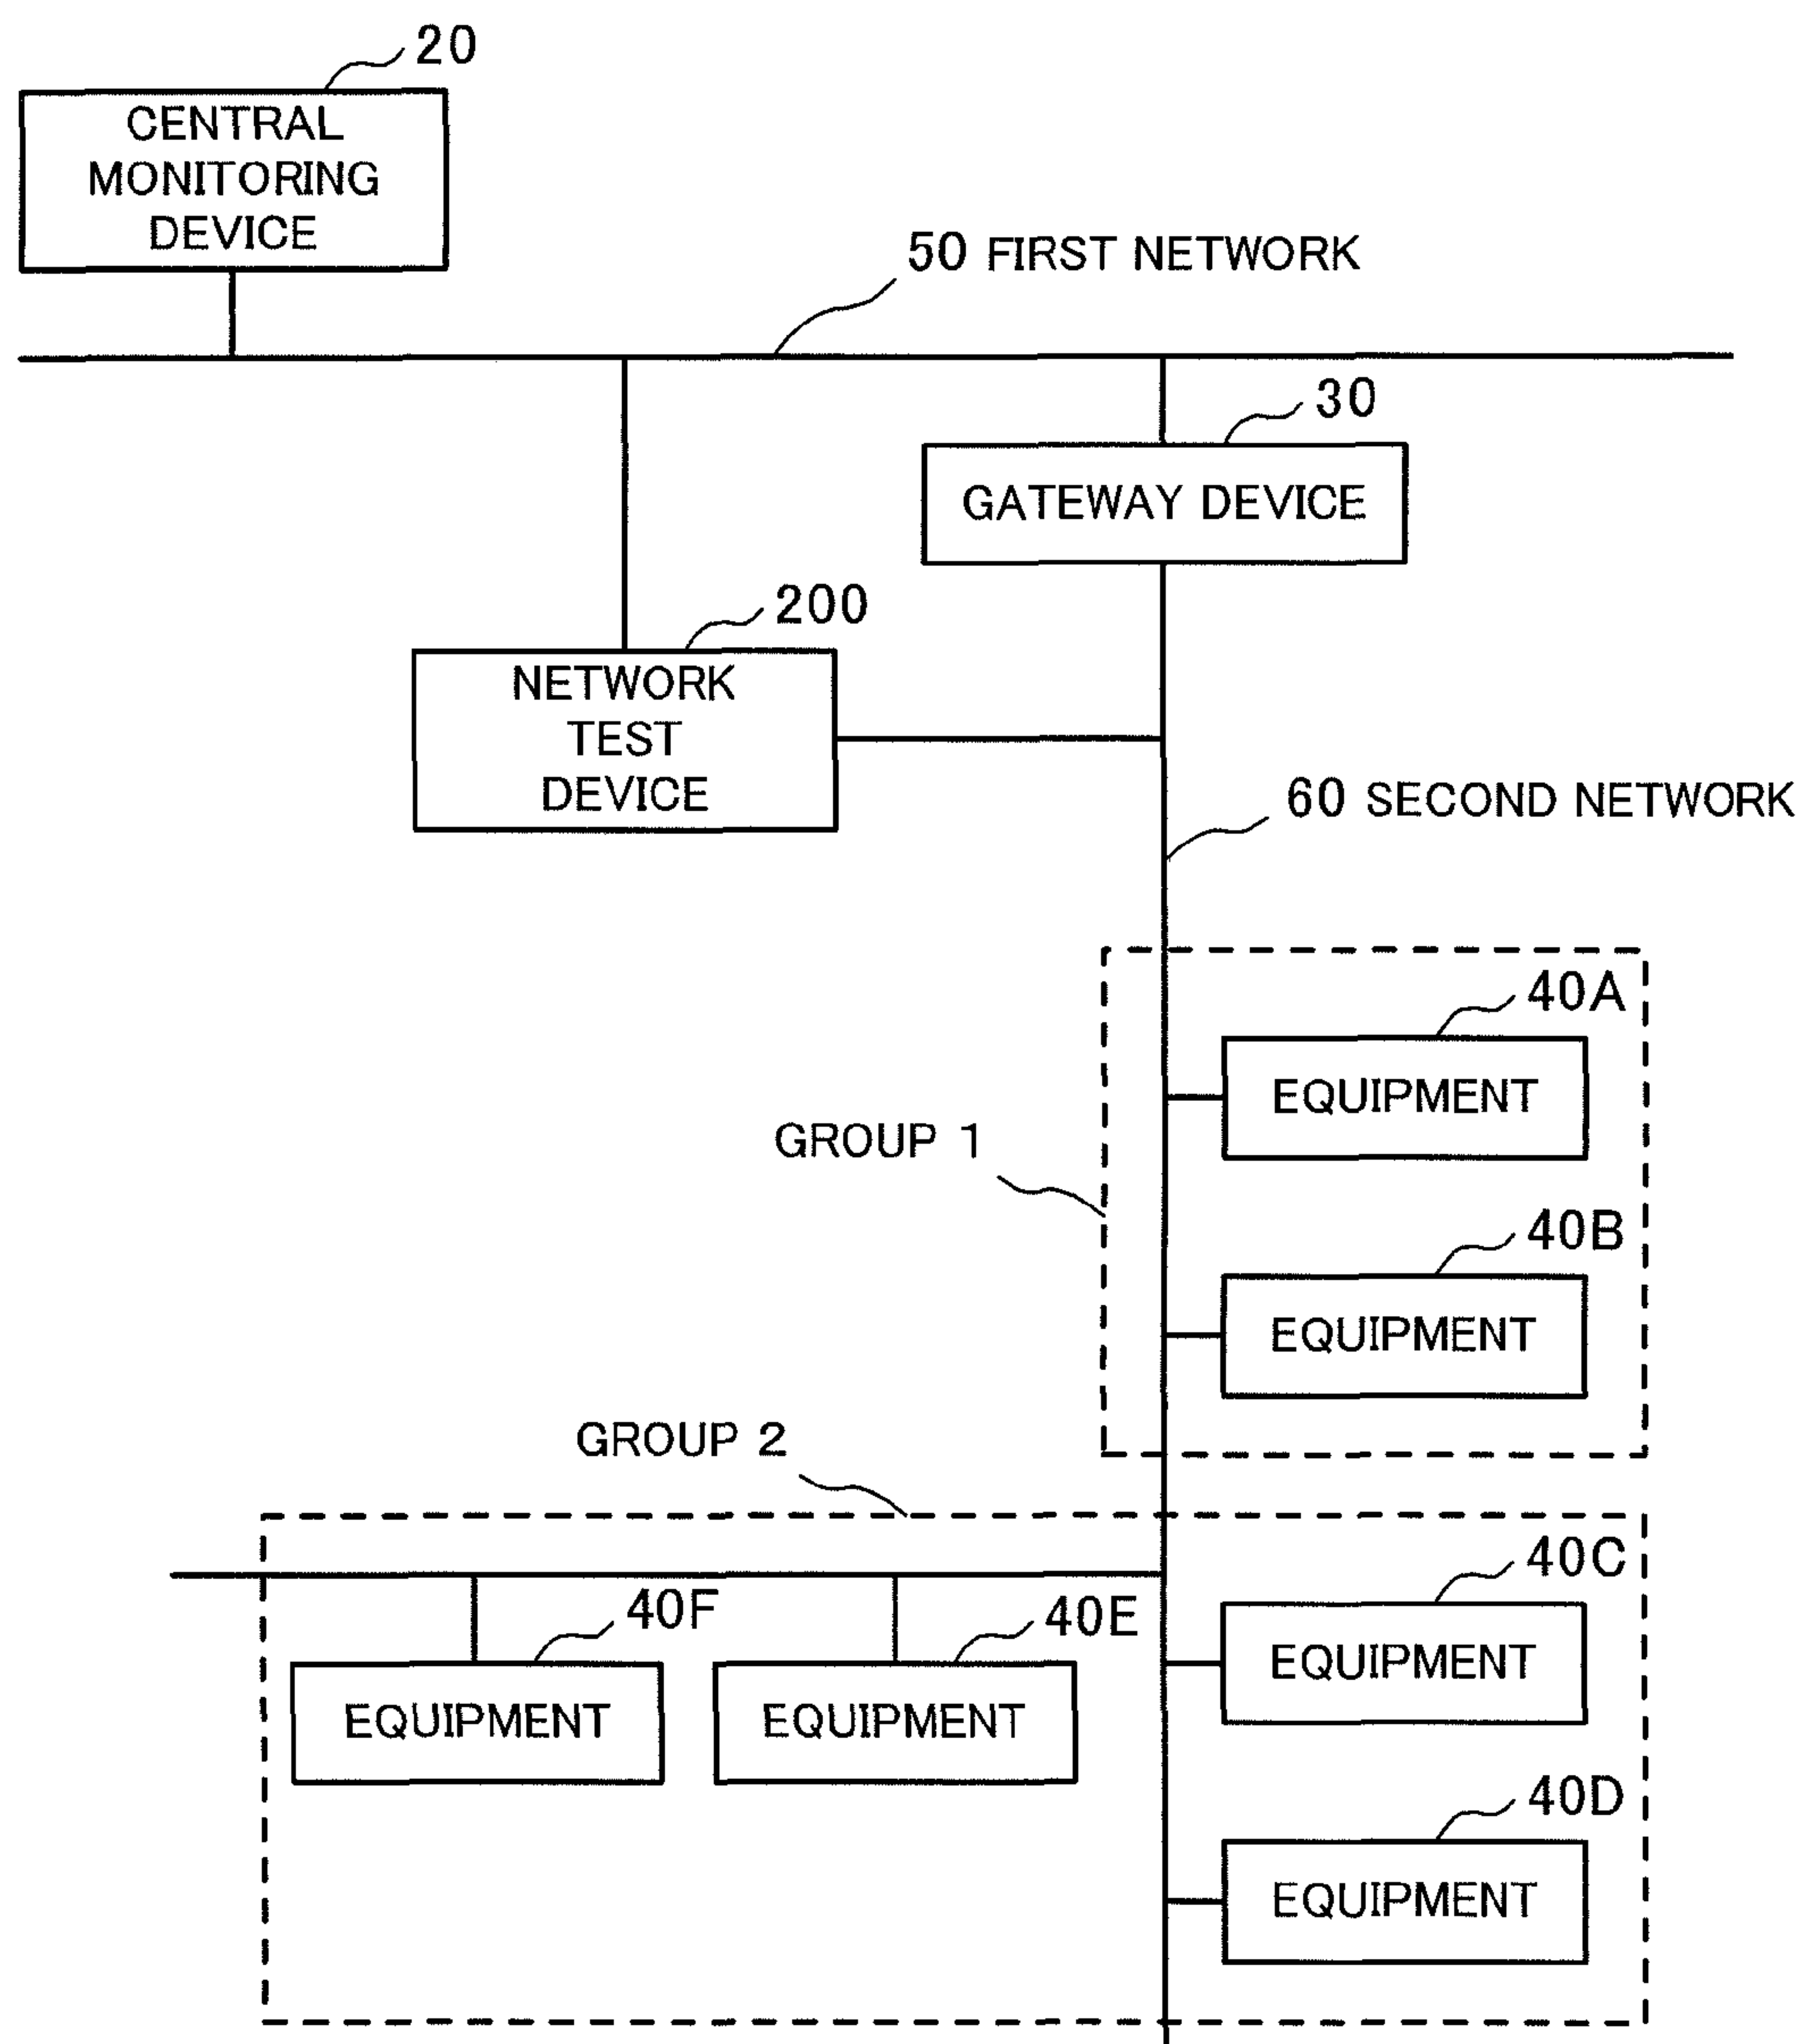 20
CENTRAL
MONITORING
DEVICE
50 FIRST NETWORK
30
GATEWAY DEVICE
200
NETWORK
TEST
DEVICE
60 SECOND NETWORK
40A
EQUIPMENT
GROUP 1
40B
EQUIPMENT
GROUP 2
40C
EQUIPMENT
40F
EQUIPMENT
40E
EQUIPMENT
40D
EQUIPMENT